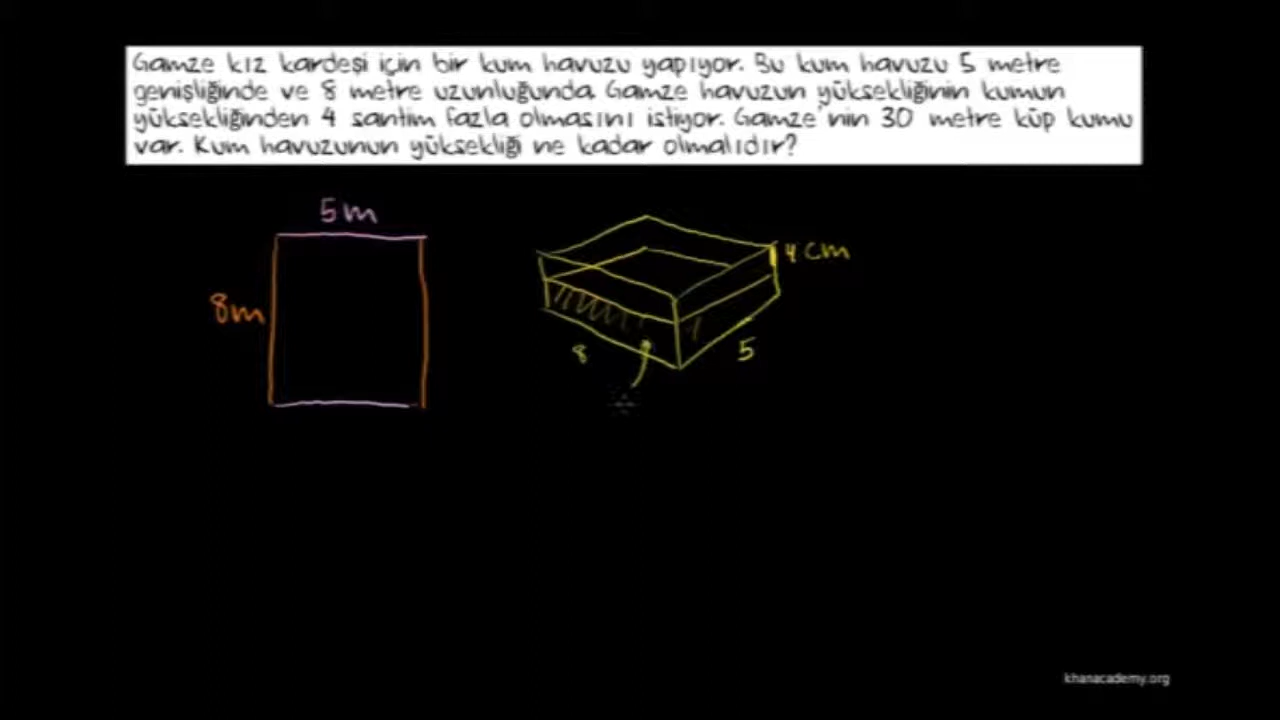 Gamze kız kardeşi için bir kum havuzu yapıyor. Bu kum havuzu 5 metre
genişliğinde ve 8 metre uzunluğunda. Gamze havuzun yüksekliğinin kumun
yüksekliğinden 4 santim fazla olmasını istiyor. Gamze'nin 30 metre küp kumu
var. Kum havuzunun yüksekliği ne kadar olmalıdır?
5m
4 cm
8m
8
5
khanacademy.org